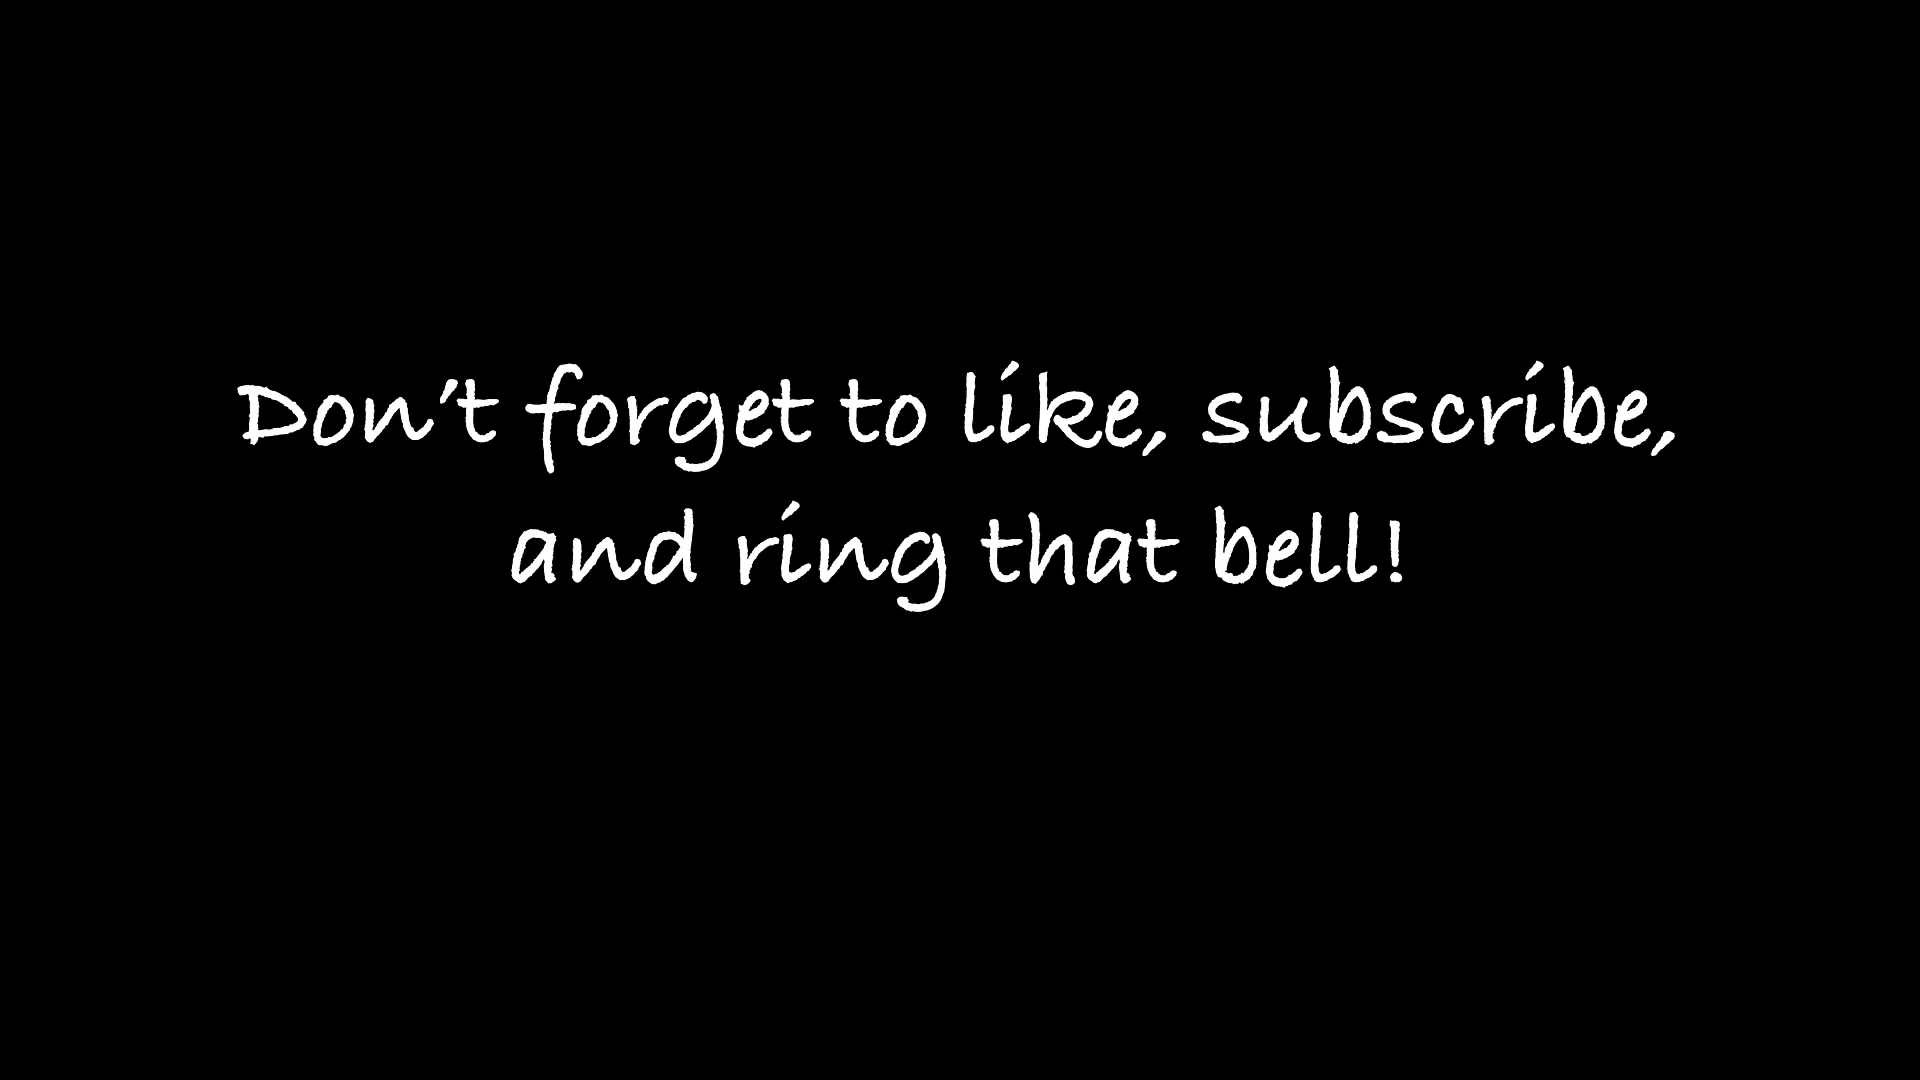 Don’t forget to like, subscribe,
and ring that bell!